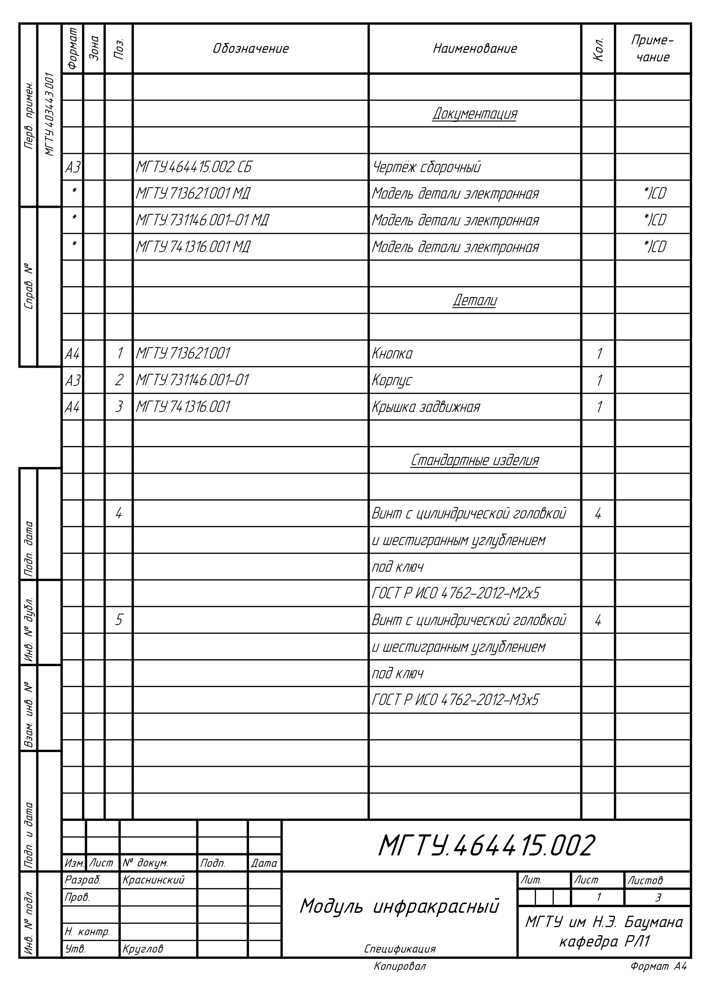 Формат Зона Поз. Обозначение Наименование Кол. Приме-
чание
Перв. примен.
МГТУ.403443.001
Справ. №
Документация
А3 МГТУ.464415.002 СБ Чертёж сборочный
* МГТУ.713621.001 МД Модель детали электронная *)CD
* МГТУ.731146.001-01 МД Модель детали электронная *)CD
* МГТУ.741316.001 МД Модель детали электронная *)CD
Детали
А4 1 МГТУ.713621.001 Кнопка 1
А3 2 МГТУ.731146.001-01 Корпус 1
А4 3 МГТУ.741316.001 Крышка задвижная 1
Стандартные изделия
4 Винт с цилиндрической головкой 4
и шестигранным углублением
под ключ
ГОСТ Р ИСО 4762-2012-М2х5
5 Винт с цилиндрической головкой 4
и шестигранным углублением
под ключ
ГОСТ Р ИСО 4762-2012-М3х5
Подп. дата
Инв. № дубл.
Взам. инв. №
Подп. и дата
Инв. № подл.
МГТУ.464415.002
Изм. Лист № докум. Подп. Дата
Разраб. Краснинский
Пров.
Н. контр.
Утв. Круглов
Модуль инфракрасный
Спецификация
Лит. Лист Листов
1 3
МГТУ им Н.Э. Баумана
кафедра РЛ1
Копировал Формат А4